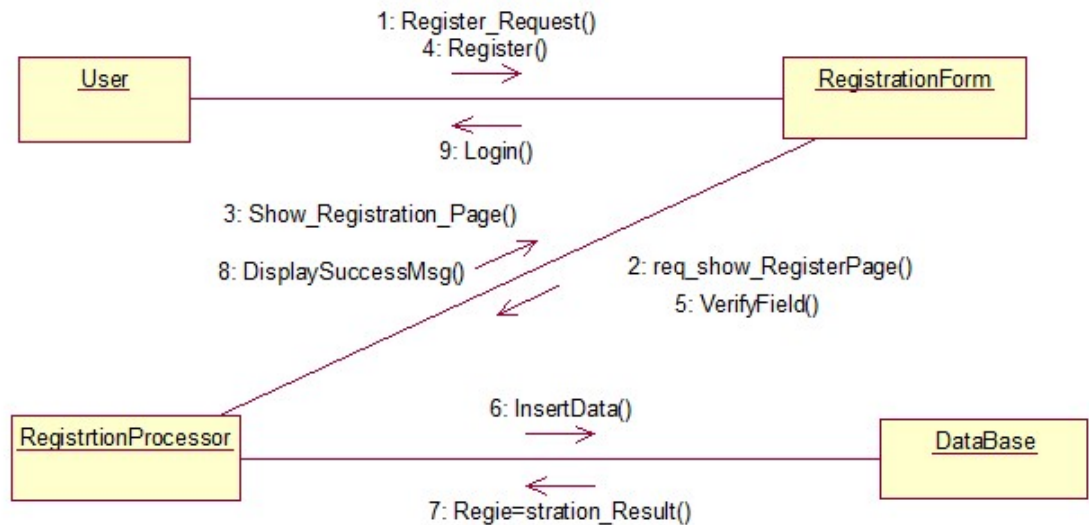 1: Register_Request()
4: Register()
User
RegistrationForm
9: Login()
3: Show_Registration_Page()
8: DisplaySuccessMsg()
2: req_show_RegisterPage()
5: VerifyField()
6: InsertData()
RegistrtionProcessor
DataBase
7: Regie=stration_Result()